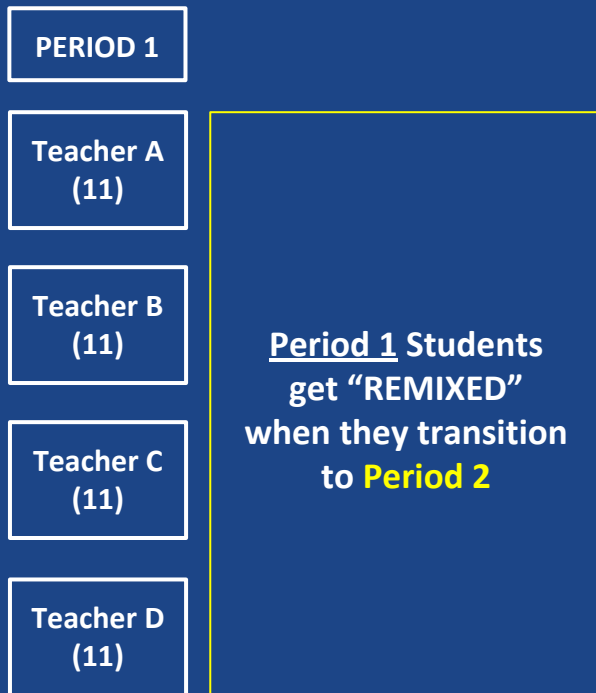 PERIOD 1
Teacher A
(11)
Teacher B
(11)
Teacher C
(11)
Teacher D
(11)
Period 1 Students
get “REMIXED”
when they transition
to Period 2